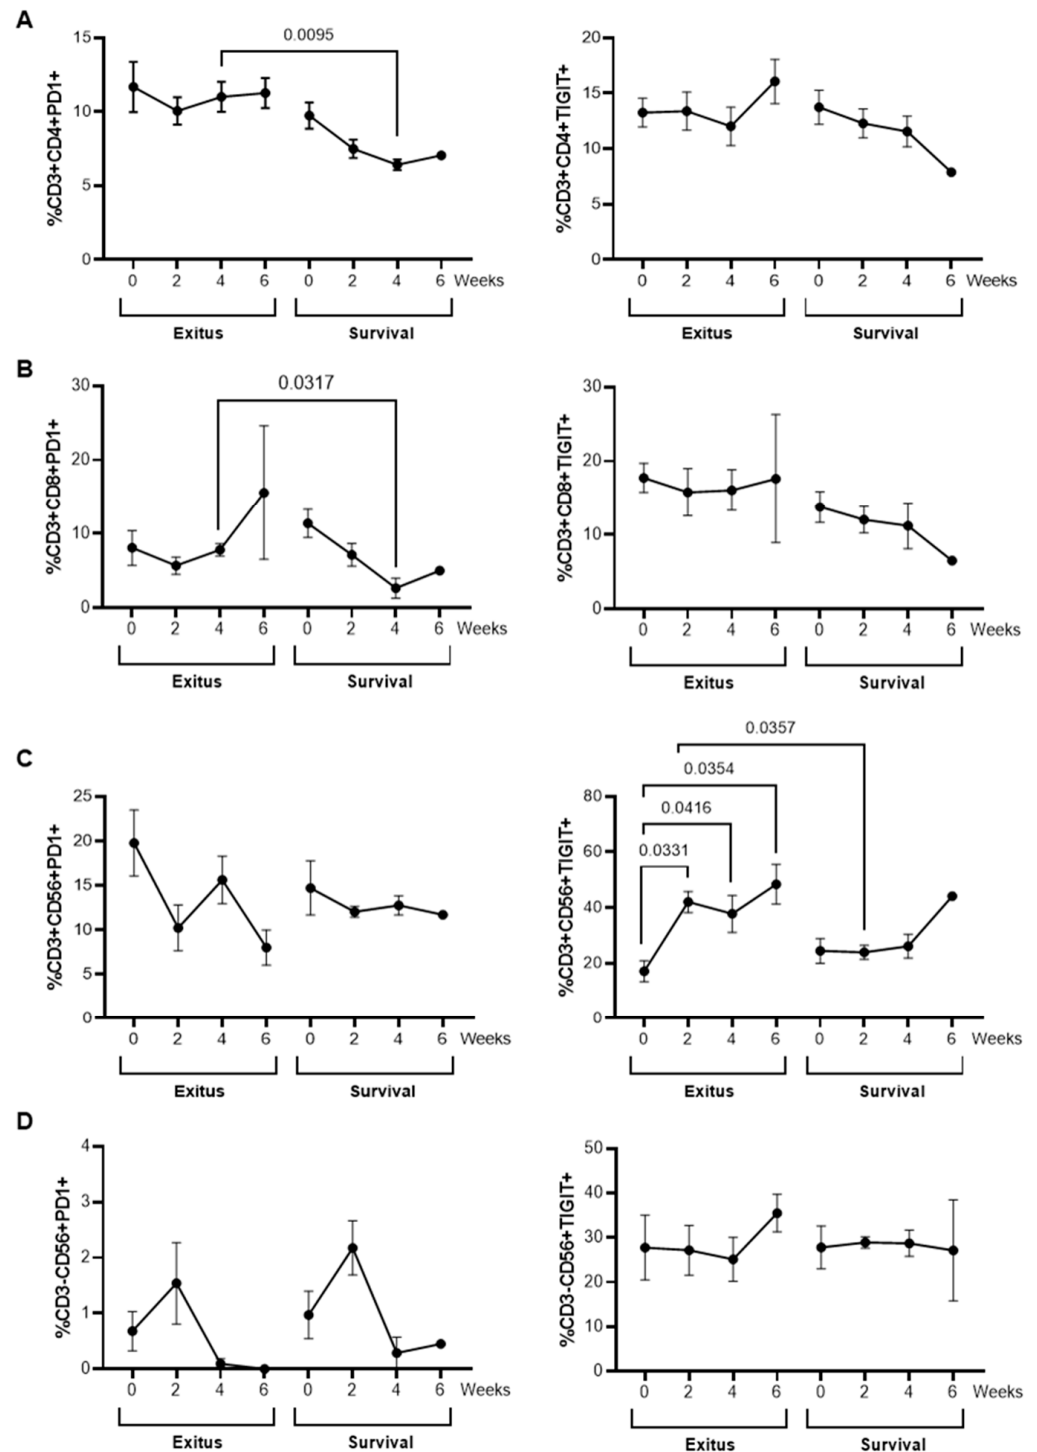 A
%CD3+CD4+PD1+
15
10
5
0
0.0095
0 2 4 6 0 2 4 6 Weeks
Exitus Survival
%CD3+CD4+TIGIT+
20
15
10
5
0
0 2 4 6 0 2 4 6 Weeks
Exitus Survival
B
%CD3+CD8+PD1+
30
20
10
0
0.0317
0 2 4 6 0 2 4 6 Weeks
Exitus Survival
%CD3+CD8+TIGIT+
30
20
10
0
0 2 4 6 0 2 4 6 Weeks
Exitus Survival
C
%CD3+CD56+PD1+
25
20
15
10
5
0
0 2 4 6 0 2 4 6 Weeks
Exitus Survival
%CD3+CD56+TIGIT+
0.0357
0.0354
0.0416
0.0331
80
60
40
20
0
0 2 4 6 0 2 4 6 Weeks
Exitus Survival
D
%CD3-CD56+PD1+
4
3
2
1
0
0 2 4 6 0 2 4 6 Weeks
Exitus Survival
%CD3-CD56+TIGIT+
50
40
30
20
10
0
0 2 4 6 0 2 4 6 Weeks
Exitus Survival